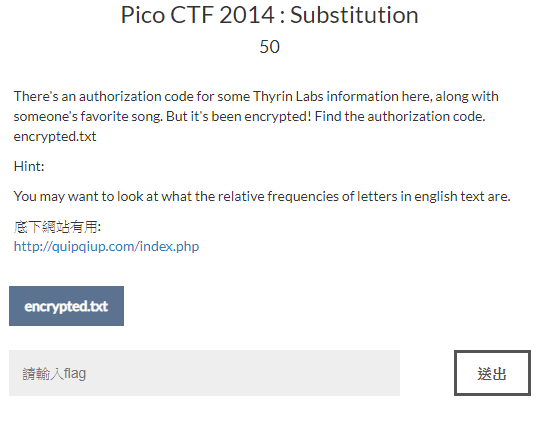 Pico CTF 2014 : Substitution
50
There's an authorization code for some Thyrin Labs information here, along with
someone's favorite song. But it's been encrypted! Find the authorization code.
encrypted.txt
Hint:
You may want to look at what the relative frequencies of letters in english text are.
底下網站有用:
http://quipqiup.com/index.php
encrypted.txt
請輸入flag
送出